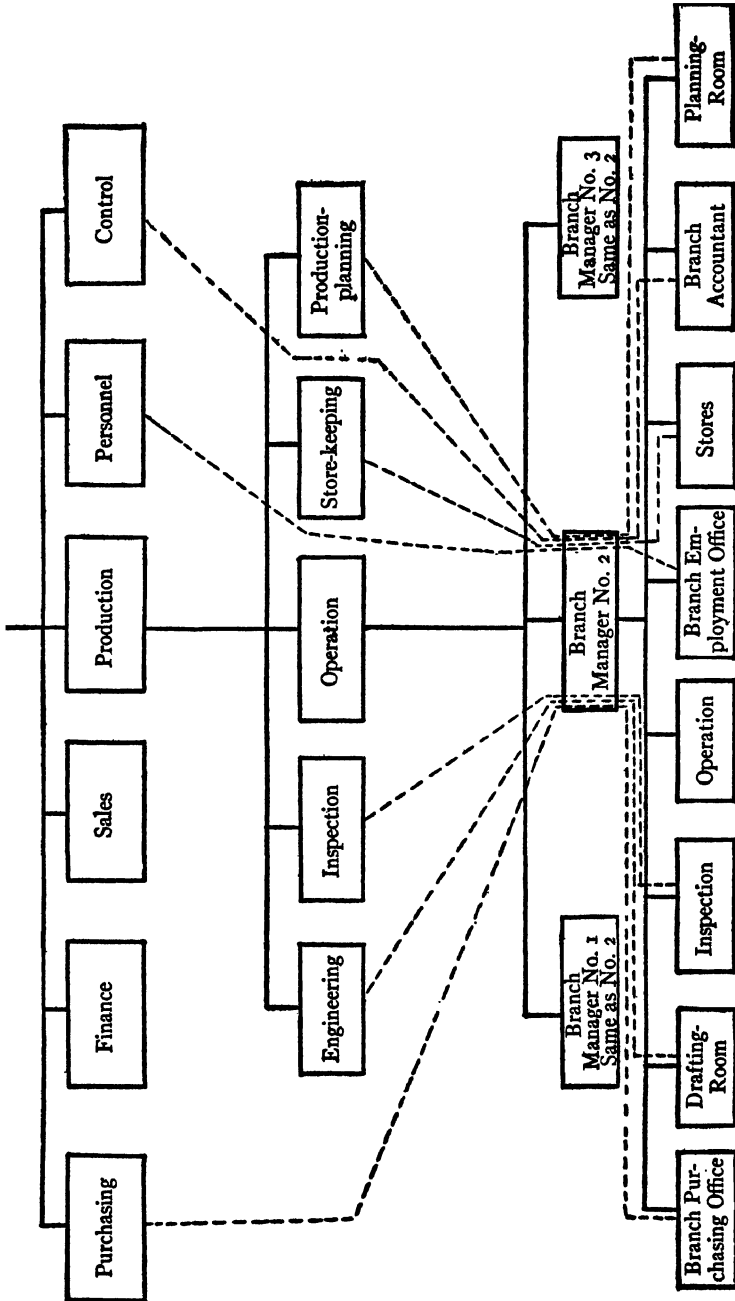 Purchasing
Finance
Sales
Production
Personnel
Control
Engineering
Inspection
Operation
Store-keeping
Production-
planning
Branch
Manager No. 1
Same as No. 2
Branch
Manager No. 2
Branch
Manager No. 3
Same as No. 2
Branch Pur-
chasing Office
Drafting-
Room
Inspection
Operation
Branch Em-
ployment Office
Stores
Branch
Accountant
Planning-
Room